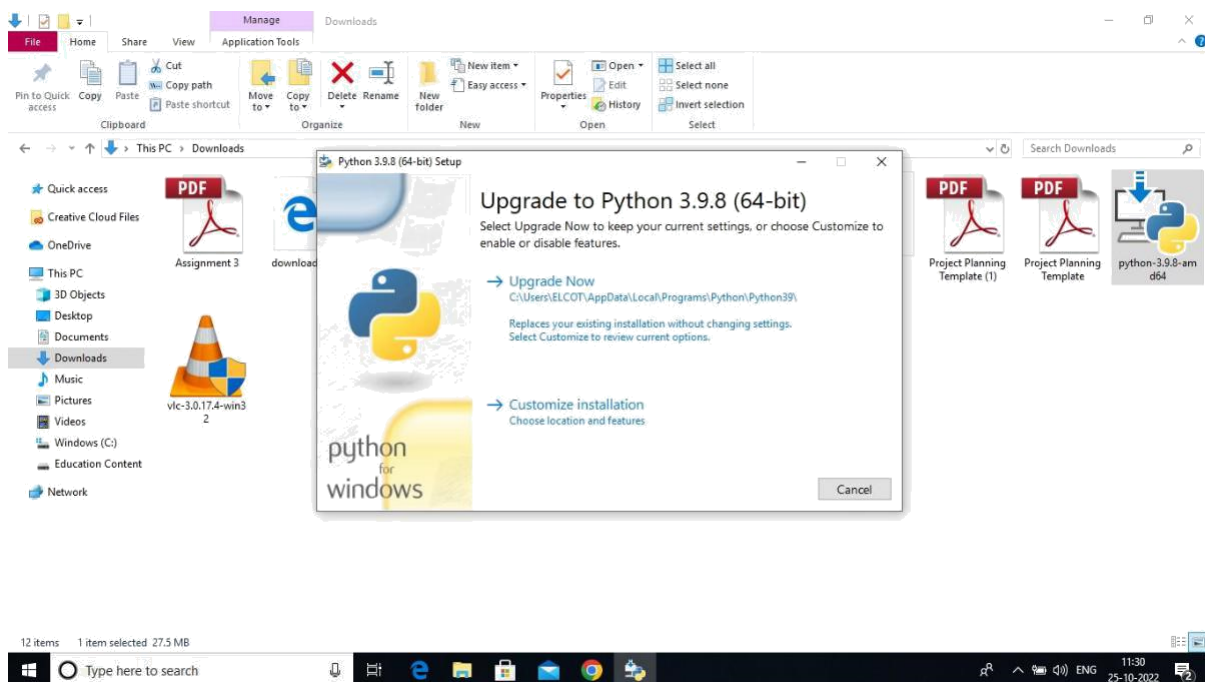 Manage
Downloads
File
Home
Share
View
Application Tools
Pin to Quick
access
Copy
Paste
Cut
Copy path
Paste shortcut
Clipboard
Move
to
Copy
to
Delete
Rename
Organize
New
folder
New item
Easy access
New
Properties
Open
Edit
History
Open
Select all
Select none
Invert selection
Select
This PC > Downloads
Search Downloads
Quick access
Creative Cloud Files
OneDrive
This PC
3D Objects
Desktop
Documents
Downloads
Music
Pictures
Videos
Windows (C:)
Education Content
Network
PDF
Assignment 3
download
vlc-3.0.17.4-win3
2
Python 3.9.8 (64-bit) Setup
Upgrade to Python 3.9.8 (64-bit)
Select Upgrade Now to keep your current settings, or choose Customize to
enable or disable features.
Upgrade Now
C:\Users\ELCOT\AppData\Local\Programs\Python\Python39\
Replaces your existing installation without changing settings.
Select Customize to review current options.
Customize installation
Choose location and features
python
for
windows
Cancel
PDF
Project Planning
Template (1)
PDF
Project Planning
Template
python-3.9.8-am
d64
12 items
1 item selected 27.5 MB
Type here to search
ENG
11:30
25-10-2022
2